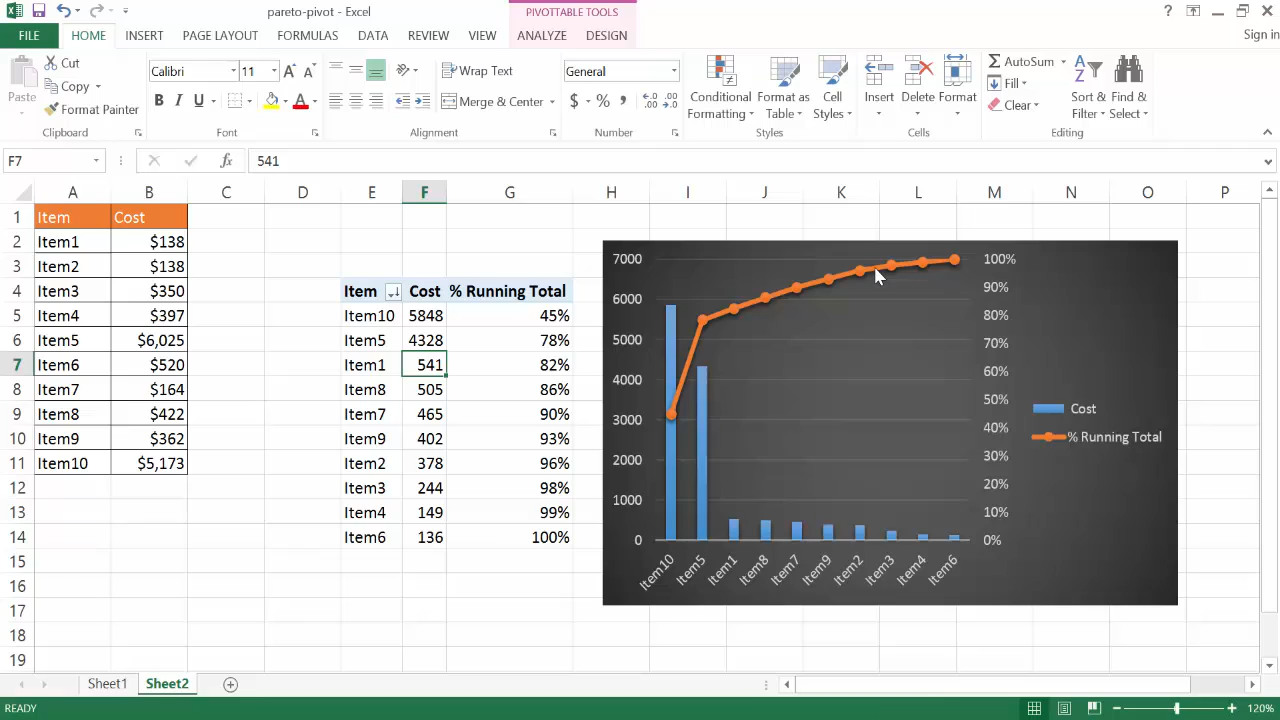 pareto-pivot - Excel
PIVOTTABLE TOOLS
?
FILE HOME INSERT PAGE LAYOUT FORMULAS DATA REVIEW VIEW ANALYZE DESIGN Sign in
Paste
Cut
Copy
Format Painter
Clipboard
Calibri 11
B I U
Font
Wrap Text
Merge & Center
Alignment
General
$ % ,
Number
Conditional Formatting
Format as Table
Cell Styles
Styles
Insert Delete Format
Cells
AutoSum
Fill
Clear
Sort & Filter
Find & Select
Editing
F7 fx 541
A B C D E F G H I J K L M N O P
1 Item Cost
2 Item1 $138
3 Item2 $138
4 Item3 $350 Item Cost % Running Total
5 Item4 $397 Item10 5848 45%
6 Item5 $6,025 Item5 4328 78%
7 Item6 $520 Item1 541 82%
8 Item7 $164 Item8 505 86%
9 Item8 $422 Item7 465 90%
10 Item9 $362 Item9 402 93%
11 Item10 $5,173 Item2 378 96%
12 Item3 244 98%
13 Item4 149 99%
14 Item6 136 100%
15
16
17
18
19
7000
6000
5000
4000
3000
2000
1000
0
100%
90%
80%
70%
60%
50%
40%
30%
20%
10%
0%
Item10 Item5 Item1 Item8 Item7 Item9 Item2 Item3 Item4 Item6
Cost
% Running Total
Sheet1 Sheet2
READY 120%